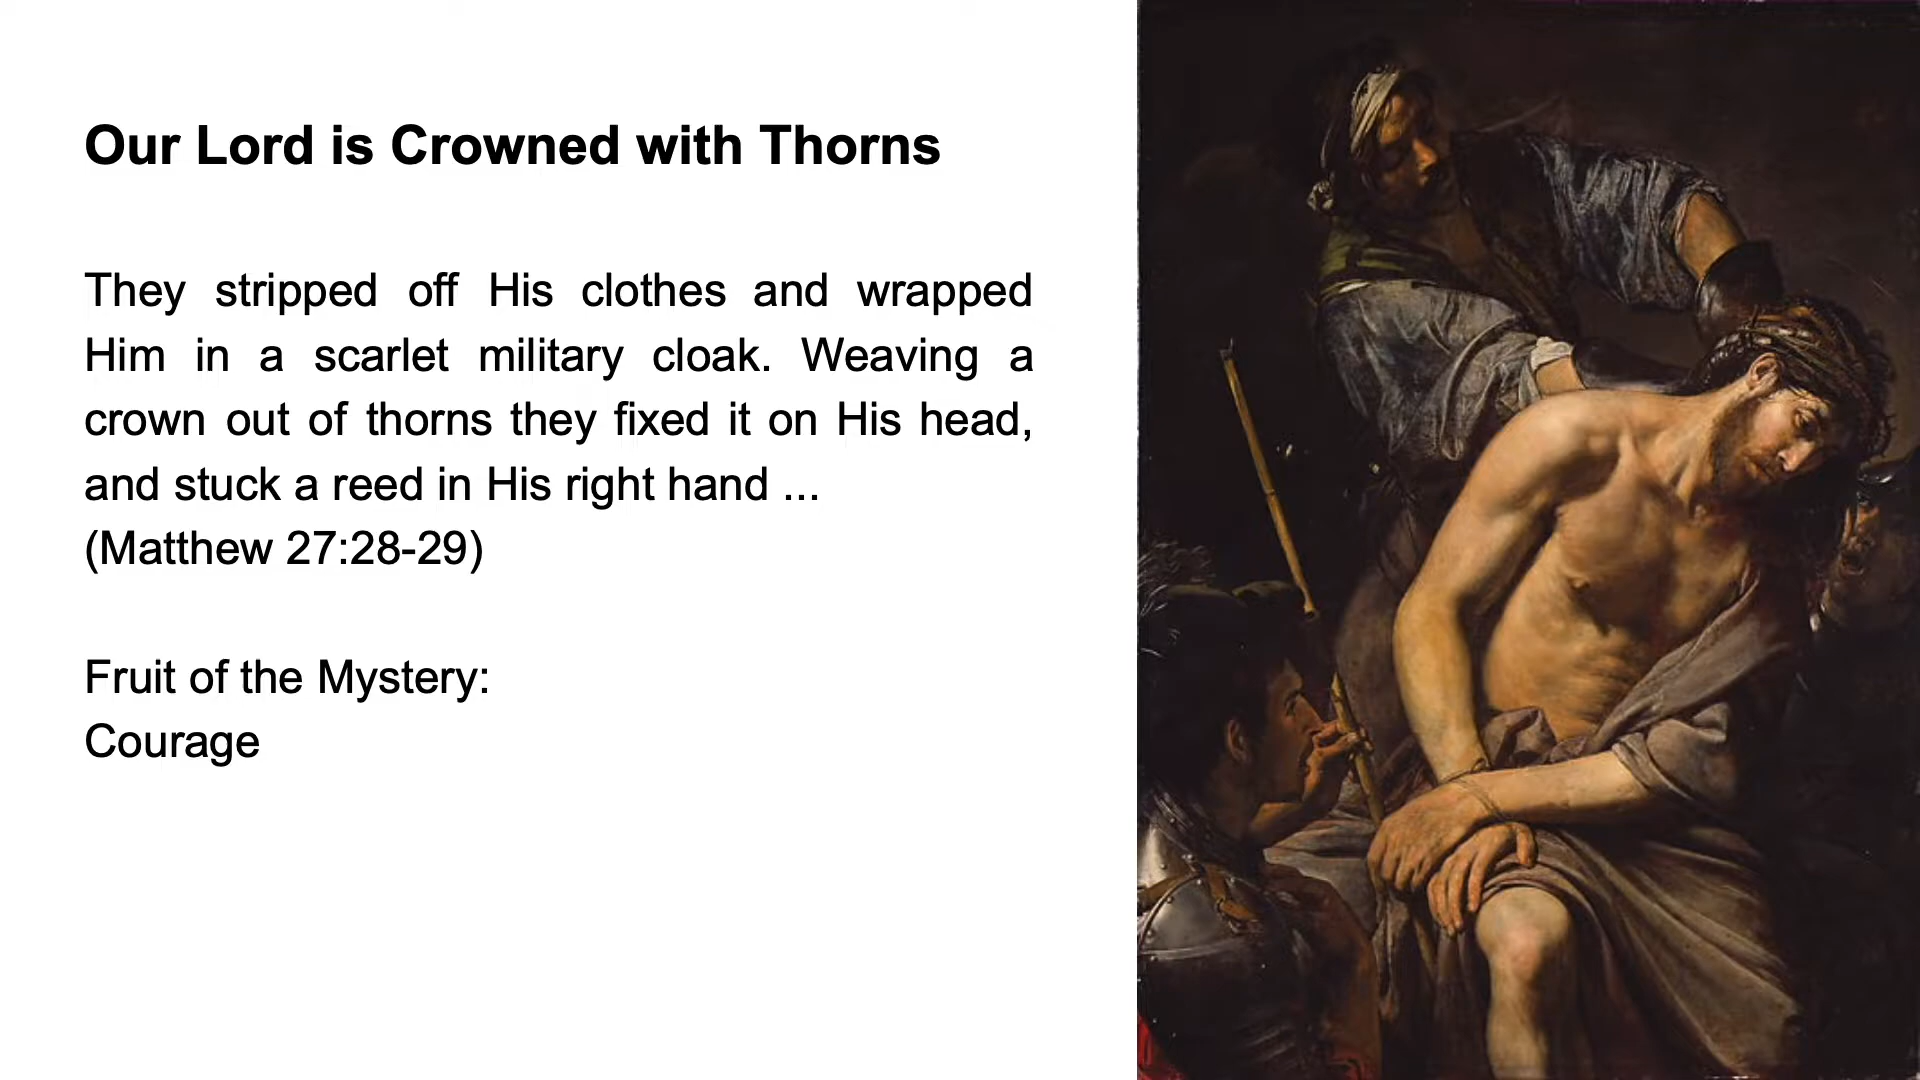 Our Lord is Crowned with Thorns
They stripped off His clothes and wrapped
Him in a scarlet military cloak. Weaving a
crown out of thorns they fixed it on His head,
and stuck a reed in His right hand ...
(Matthew 27:28-29)
Fruit of the Mystery:
Courage